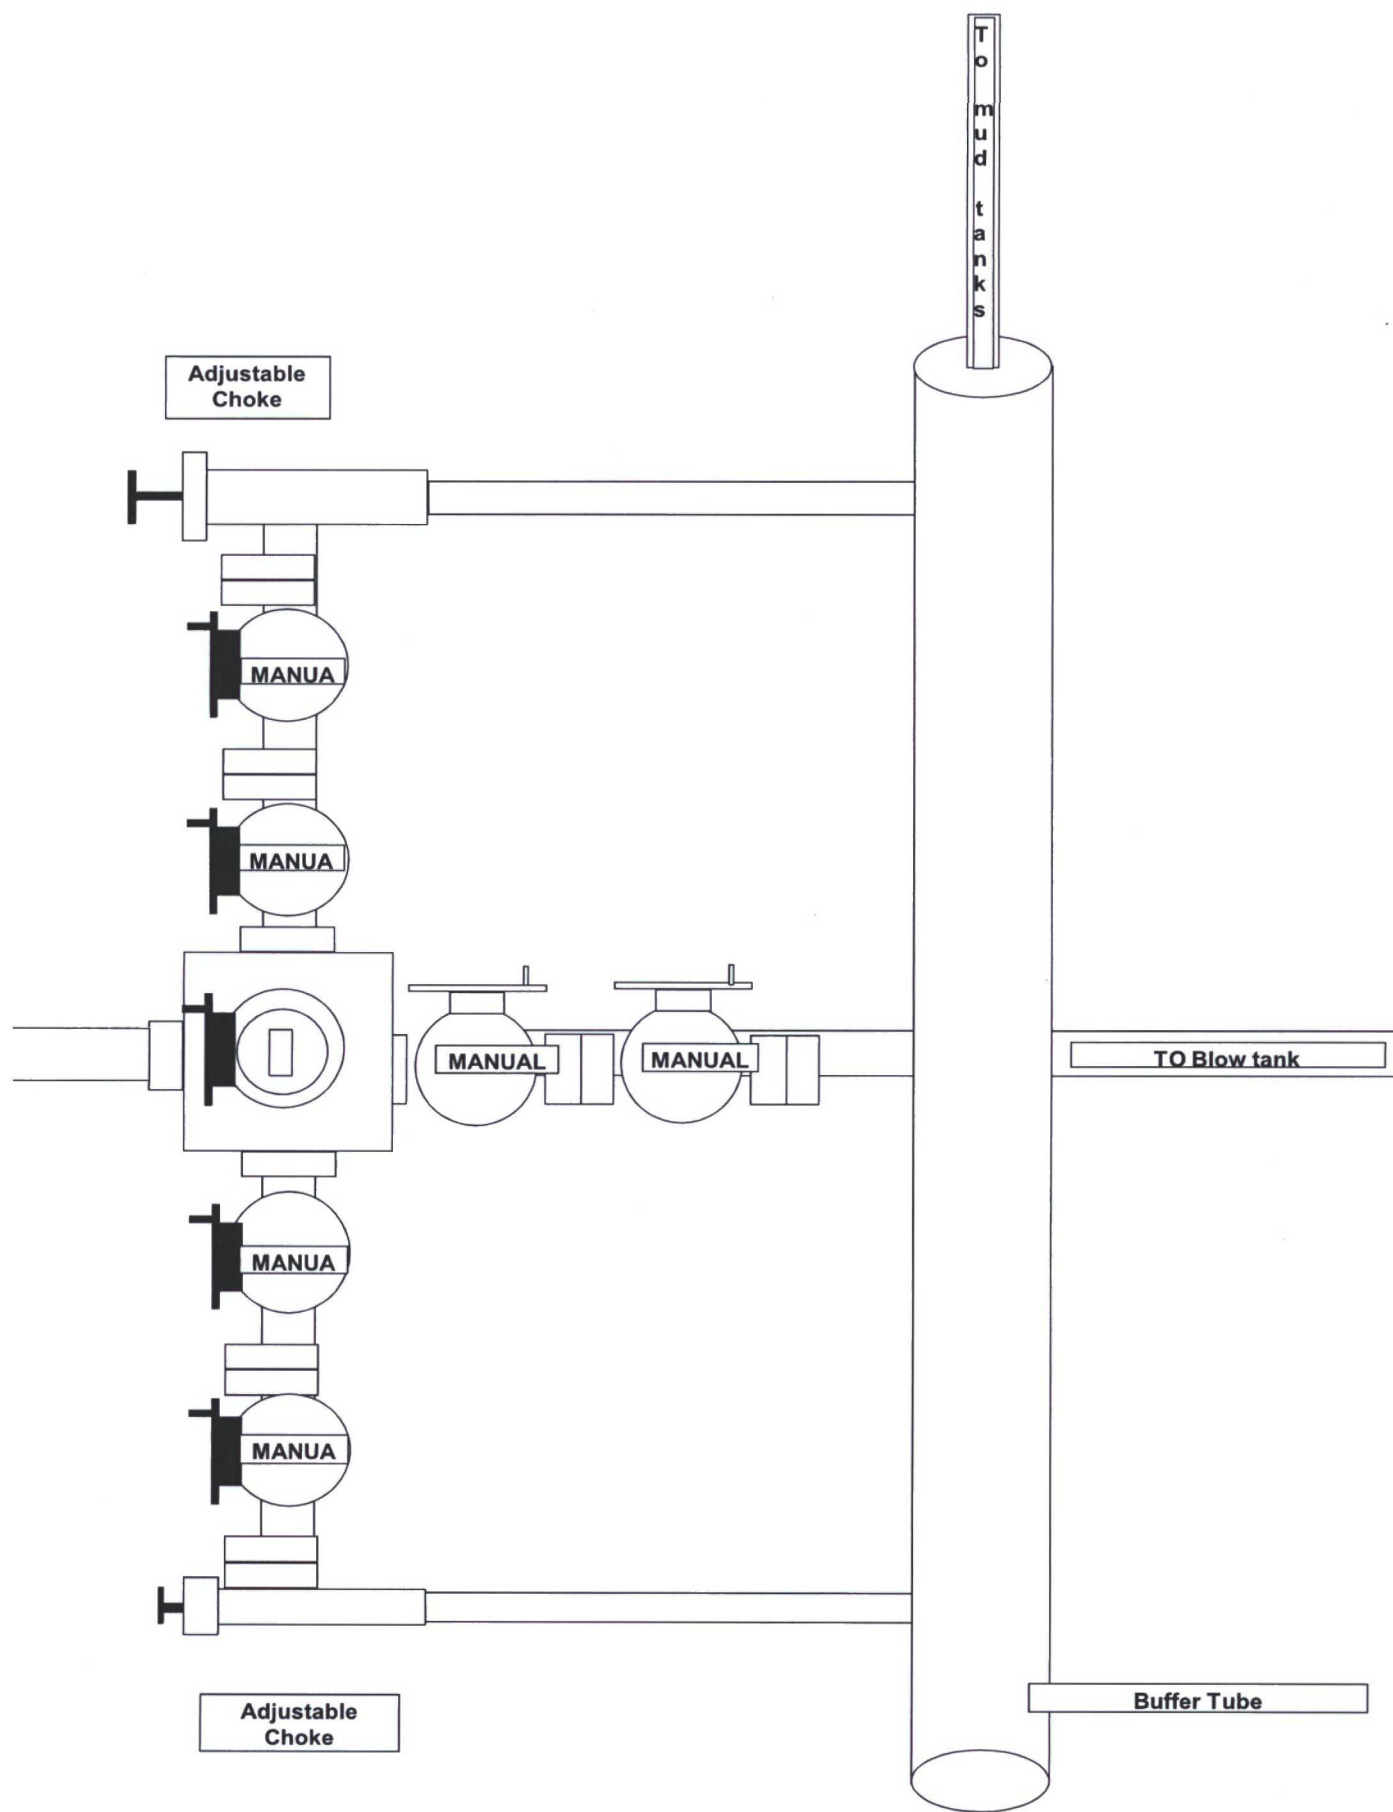 To mud tanks
Adjustable
Choke
MANUA
MANUA
MANUAL
MANUAL
TO Blow tank
MANUA
MANUA
Buffer Tube
Adjustable
Choke